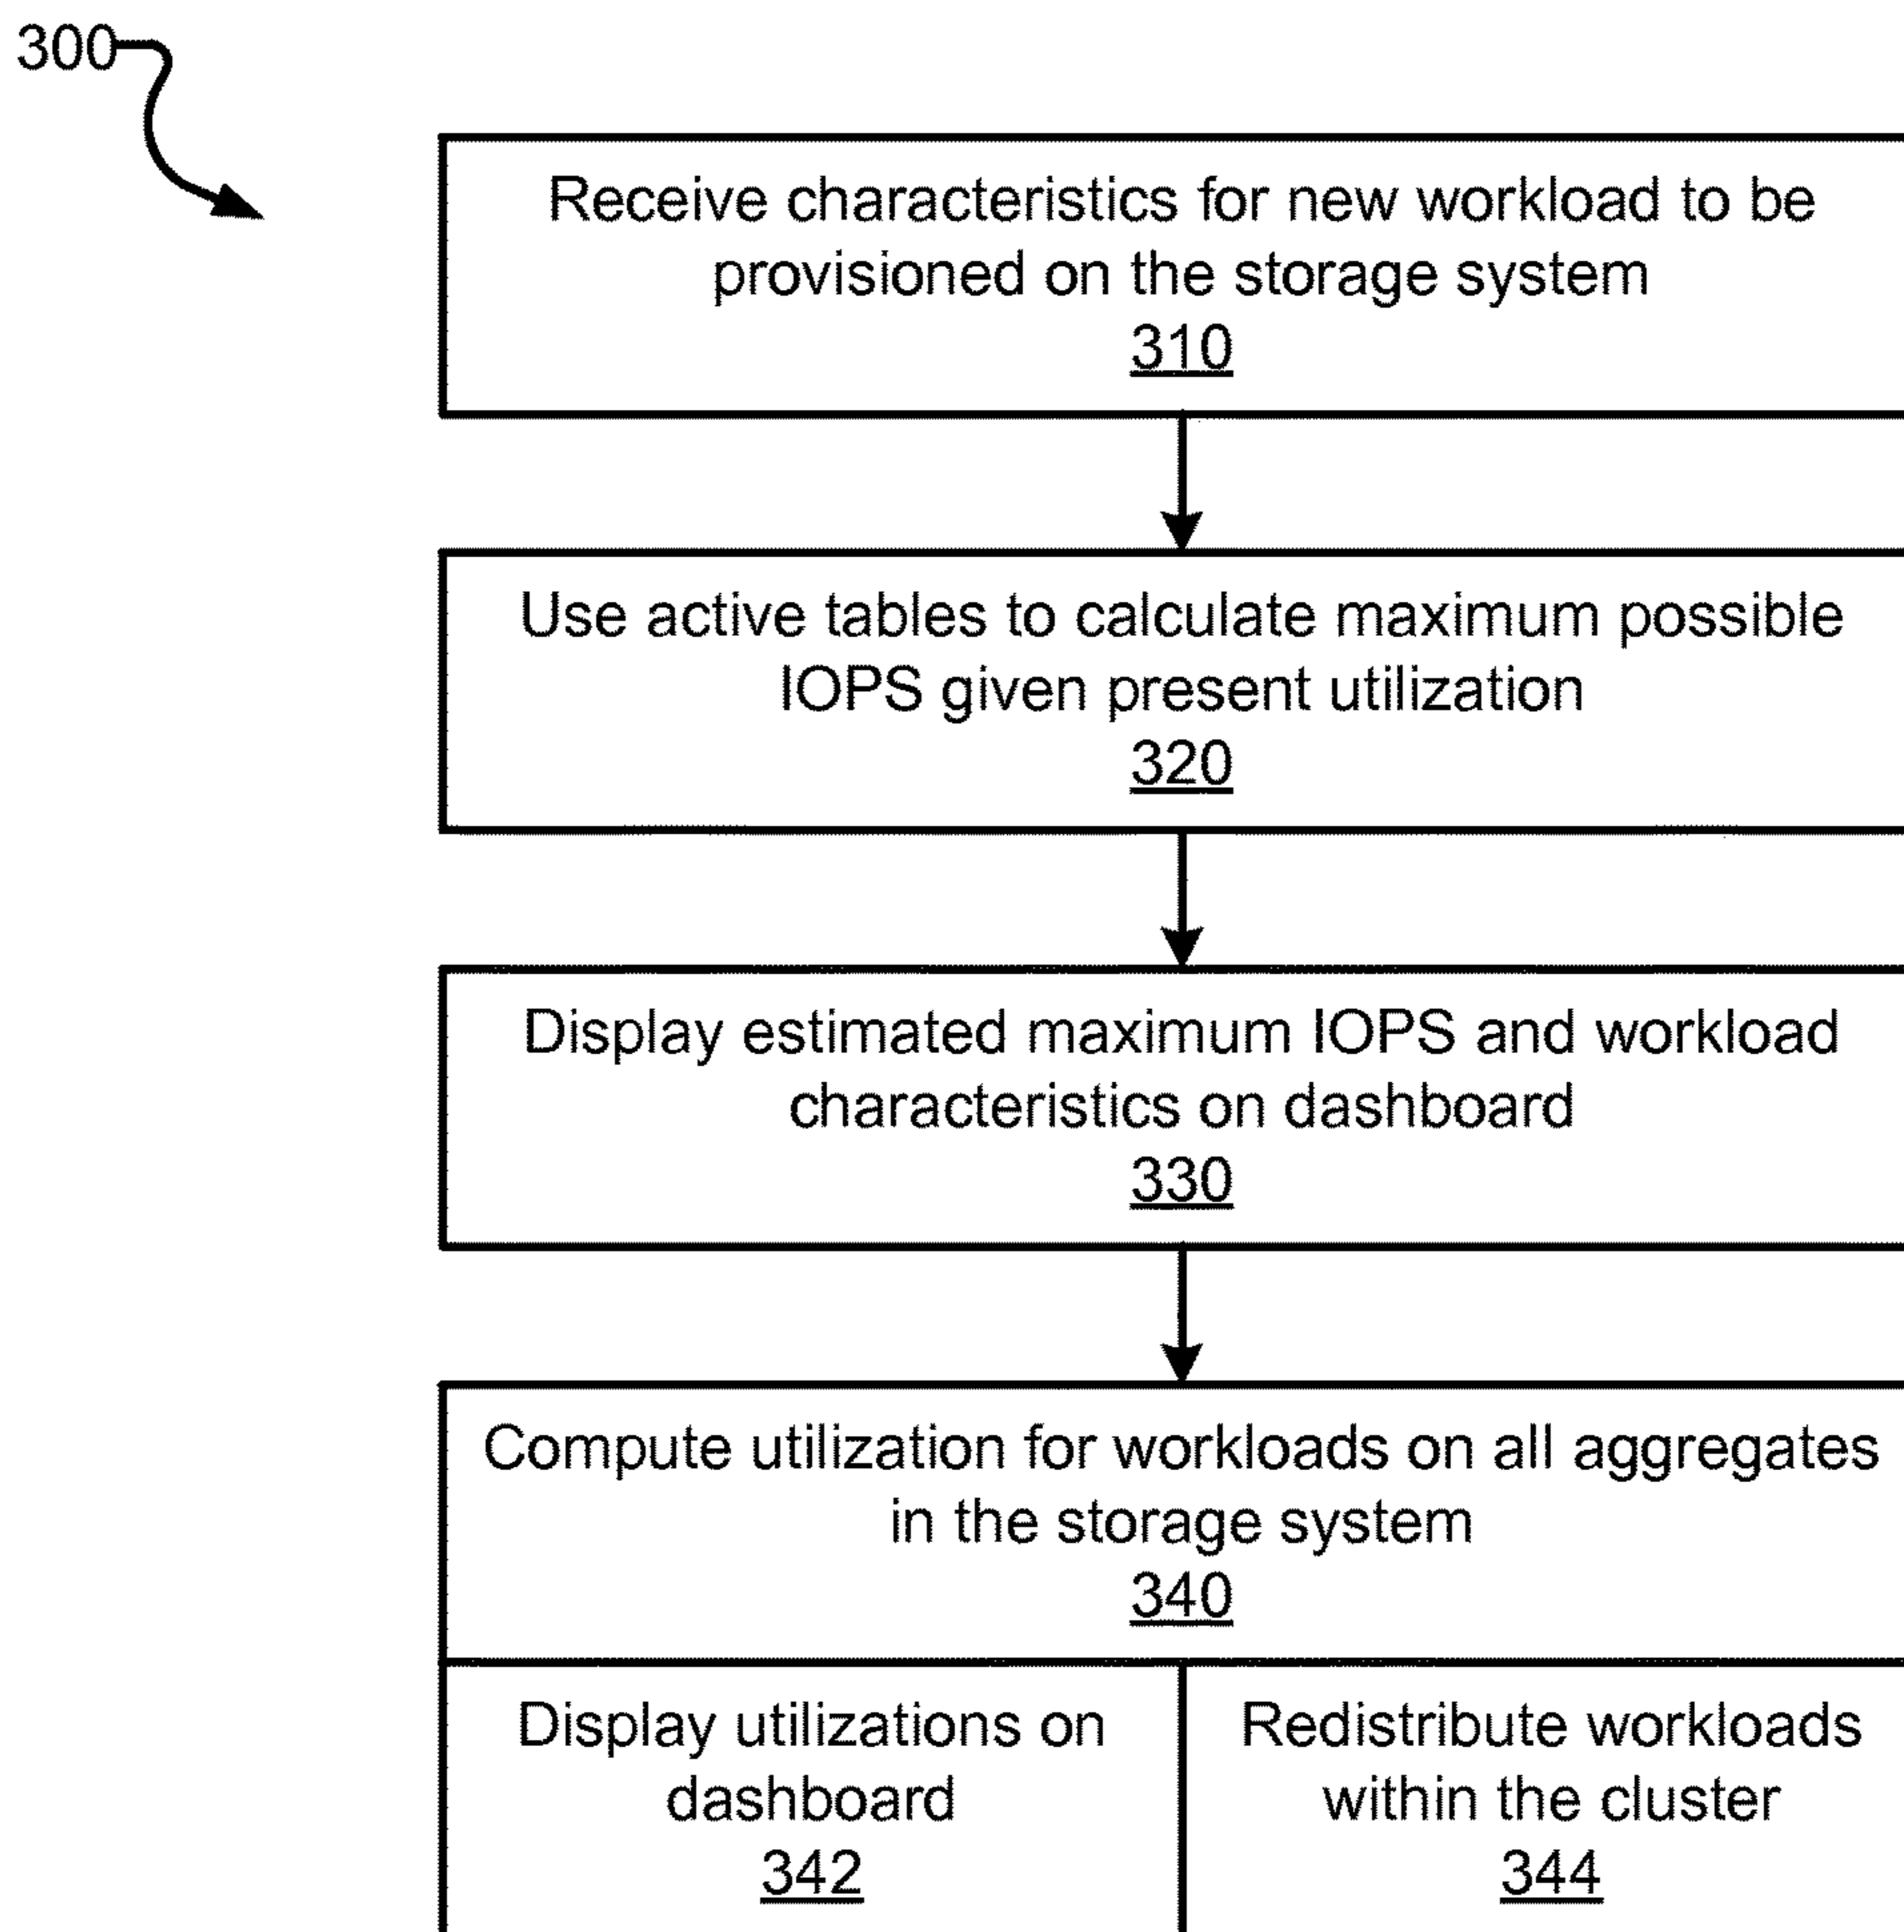 300
Receive characteristics for new workload to be
provisioned on the storage system
310
Use active tables to calculate maximum possible
IOPS given present utilization
320
Display estimated maximum IOPS and workload
characteristics on dashboard
330
Compute utilization for workloads on all aggregates
in the storage system
340
Display utilizations on
dashboard
342
Redistribute workloads
within the cluster
344